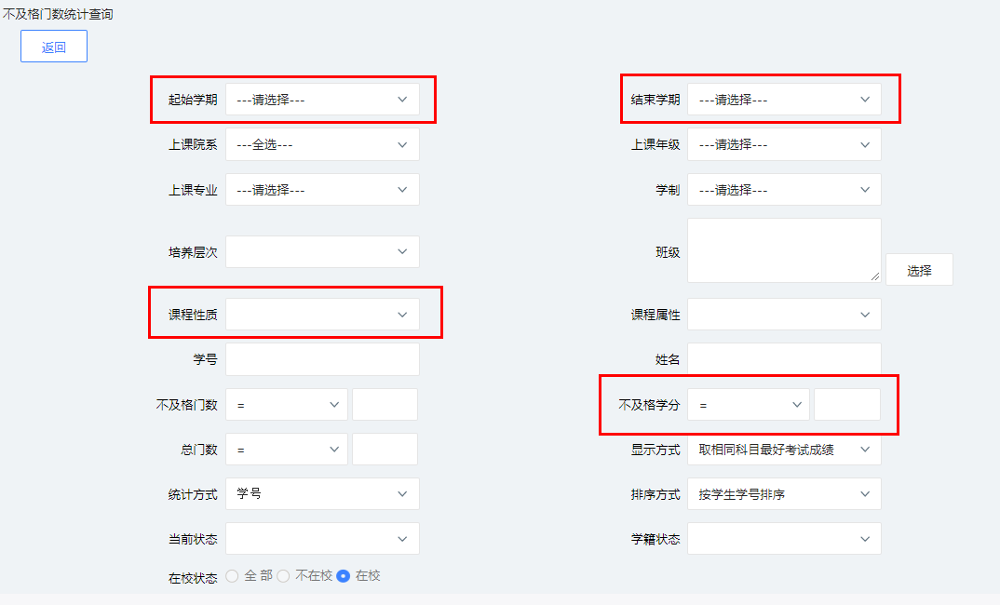 不及格门数统计查询
返回
起始学期 ---请选择--- 结束学期 ---请选择---
上课院系 ---全选--- 上课年级 ---请选择---
上课专业 ---请选择--- 学制 ---请选择---
培养层次 班级 选择
课程性质 课程属性
学号 姓名
不及格门数 = 不及格学分 =
总门数 = 显示方式 取相同科目最好考试成绩
统计方式 学号 排序方式 按学生学号排序
当前状态 学籍状态
在校状态 全 部 不在校 在校